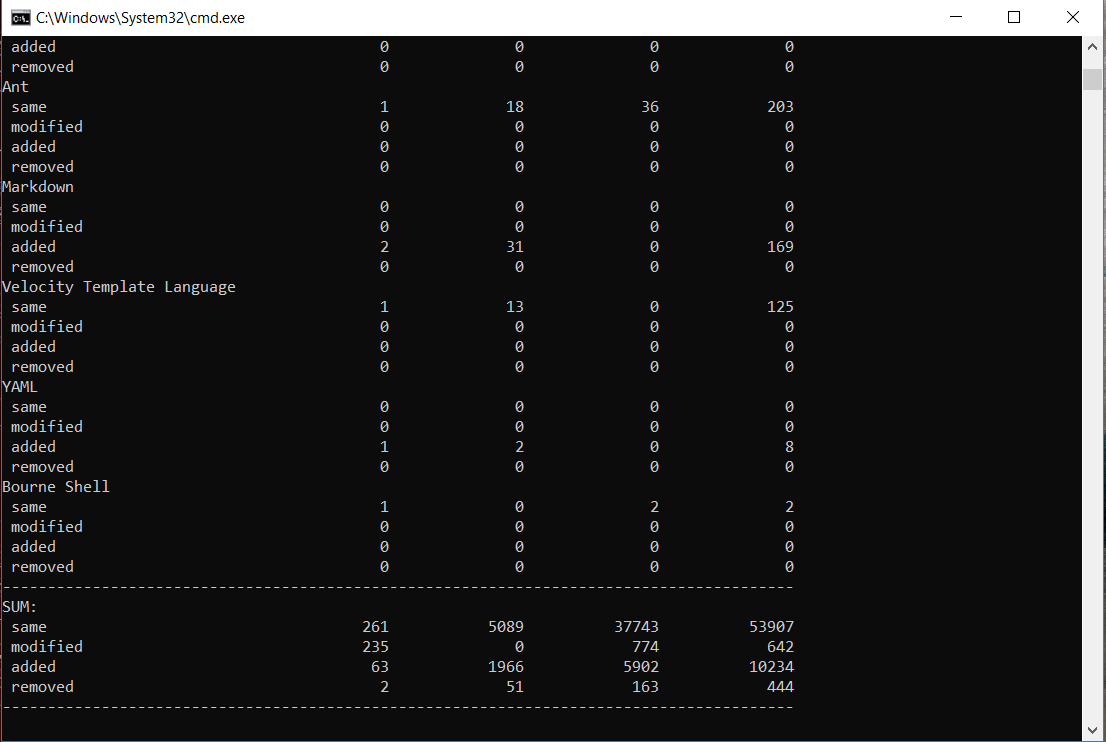 C:\Windows\System32\cmd.exe
added 0 0 0 0
removed 0 0 0 0
Ant
same 1 18 36 203
modified 0 0 0 0
added 0 0 0 0
removed 0 0 0 0
Markdown
same 0 0 0 0
modified 0 0 0 0
added 2 31 0 169
removed 0 0 0 0
Velocity Template Language
same 1 13 0 125
modified 0 0 0 0
added 0 0 0 0
removed 0 0 0 0
YAML
same 0 0 0 0
modified 0 0 0 0
added 1 2 0 8
removed 0 0 0 0
Bourne Shell
same 1 0 2 2
modified 0 0 0 0
added 0 0 0 0
removed 0 0 0 0
----------------------------------------------------------------------------------------
SUM:
same 261 5089 37743 53907
modified 235 0 774 642
added 63 1966 5902 10234
removed 2 51 163 444
----------------------------------------------------------------------------------------